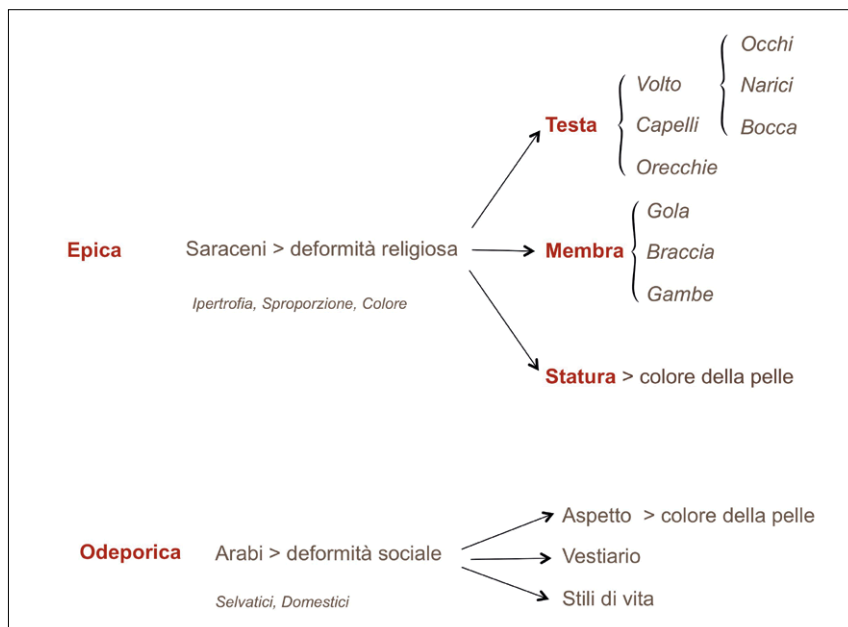 Epica
Saraceni > deformità religiosa
Ipertrofia, Sproporzione, Colore
Testa
Volto
Capelli
Orecchie
Occhi
Narici
Bocca
Membra
Gola
Braccia
Gambe
Statura > colore della pelle
Odeporica
Arabi > deformità sociale
Selvatici, Domestici
Aspetto > colore della pelle
Vestiario
Stili di vita